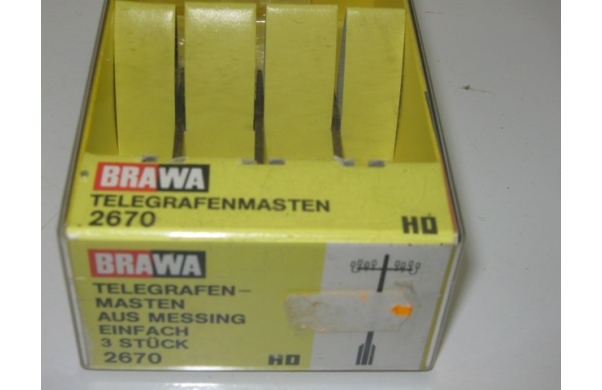 BRAWA
TELEGRAFENMASTEN
2670 HO
BRAWA
TELEGRAFEN-
MASTEN
AUS MESSING
EINFACH
3 STÜCK
2670 HO